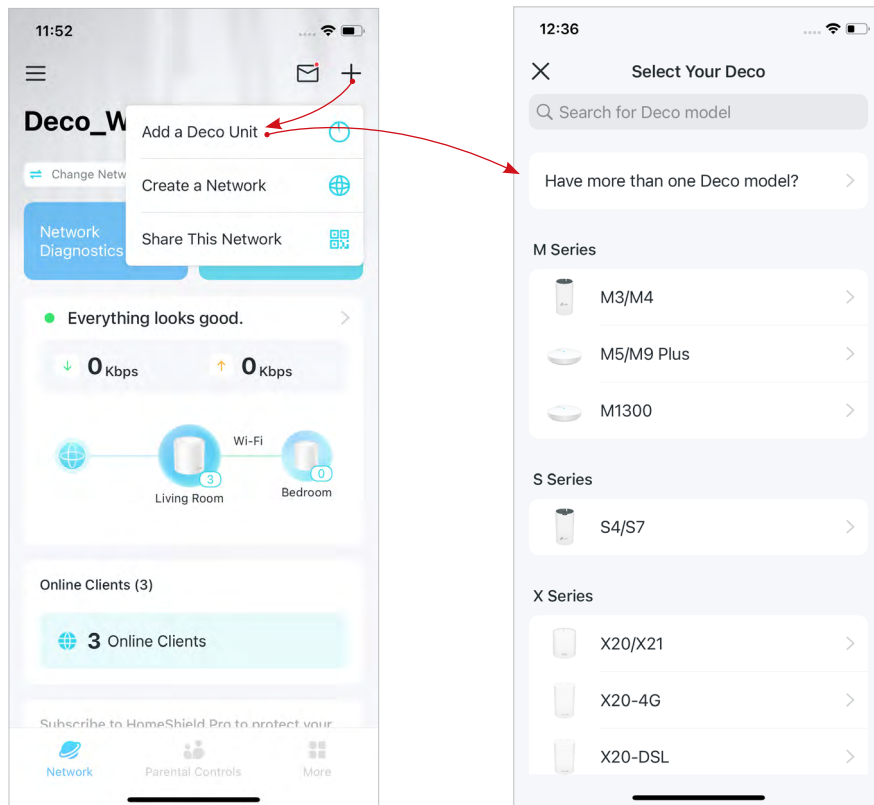 11:52
Deco_W
Change Netw
Add a Deco Unit
Create a Network
Share This Network
Network
Diagnostics
Everything looks good.
0 Kbps
0 Kbps
Wi-Fi
3
0
Living Room
Bedroom
Online Clients (3)
3 Online Clients
Subscribe to HomeShield Pro to protect your
Network
Parental Controls
More
12:36
Select Your Deco
Search for Deco model
Have more than one Deco model?
M Series
M3/M4
M5/M9 Plus
M1300
S Series
S4/S7
X Series
X20/X21
X20-4G
X20-DSL